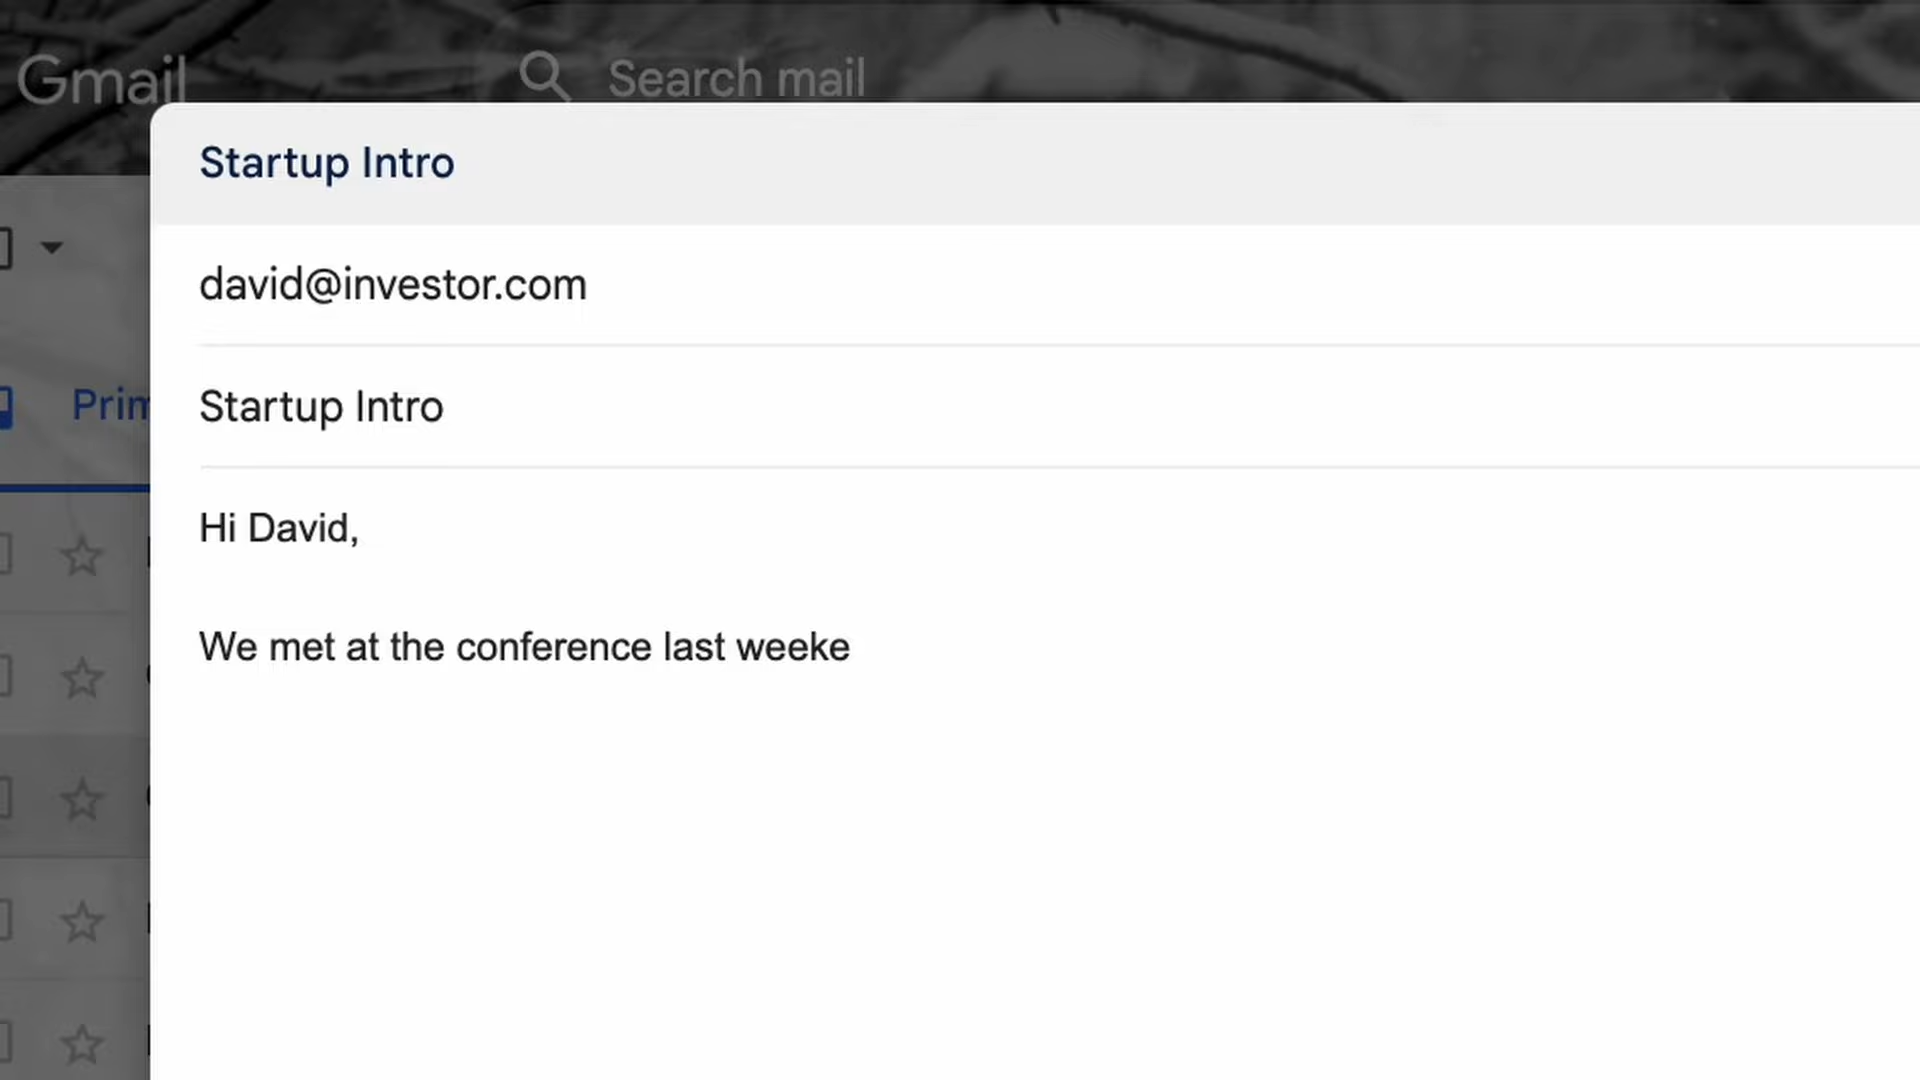 Gmail
Search mail
Startup Intro
david@investor.com
Prim
Startup Intro
Hi David,
We met at the conference last weeke